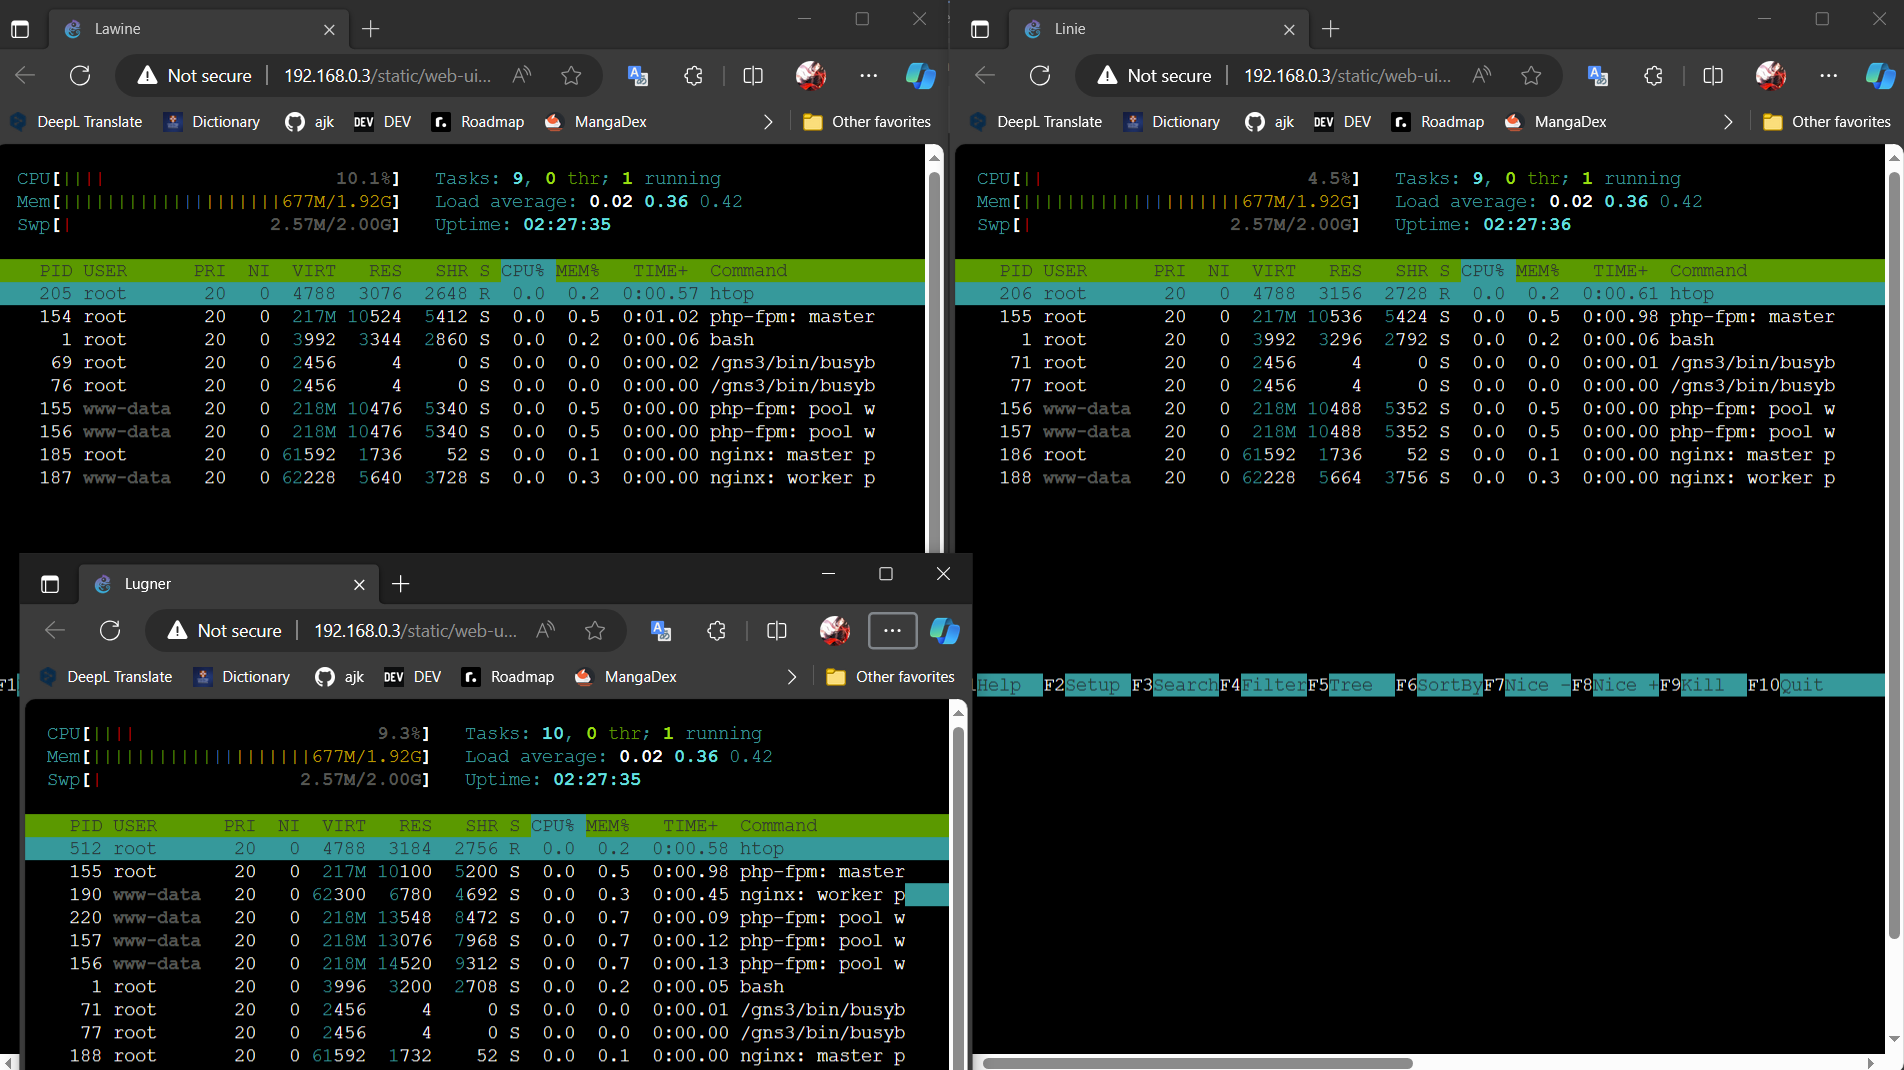 Lawine
Not secure 192.168.0.3/static/web-ui...
DeepL Translate Dictionary ajk DEV DEV Roadmap MangaDex Other favorites
CPU[|||| 10.1%] Tasks: 9, 0 thr; 1 running
Mem[||||||||||||||||||||677M/1.92G] Load average: 0.02 0.36 0.42
Swp[| 2.57M/2.00G] Uptime: 02:27:35
PID USER PRI NI VIRT RES SHR S CPU% MEM% TIME+ Command
205 root 20 0 4788 3076 2648 R 0.0 0.2 0:00.57 htop
154 root 20 0 217M 10524 5412 S 0.0 0.5 0:01.02 php-fpm: master
1 root 20 0 3992 3344 2860 S 0.0 0.2 0:00.06 bash
69 root 20 0 2456 4 0 S 0.0 0.0 0:00.02 /gns3/bin/busyb
76 root 20 0 2456 4 0 S 0.0 0.0 0:00.00 /gns3/bin/busyb
155 www-data 20 0 218M 10476 5340 S 0.0 0.5 0:00.00 php-fpm: pool w
156 www-data 20 0 218M 10476 5340 S 0.0 0.5 0:00.00 php-fpm: pool w
185 root 20 0 61592 1736 52 S 0.0 0.1 0:00.00 nginx: master p
187 www-data 20 0 62228 5640 3728 S 0.0 0.3 0:00.00 nginx: worker p
F1
Linie
Not secure 192.168.0.3/static/web-ui...
DeepL Translate Dictionary ajk DEV DEV Roadmap MangaDex Other favorites
CPU[|| 4.5%] Tasks: 9, 0 thr; 1 running
Mem[||||||||||||||||||||677M/1.92G] Load average: 0.02 0.36 0.42
Swp[| 2.57M/2.00G] Uptime: 02:27:36
PID USER PRI NI VIRT RES SHR S CPU% MEM% TIME+ Command
206 root 20 0 4788 3156 2728 R 0.0 0.2 0:00.61 htop
155 root 20 0 217M 10536 5424 S 0.0 0.5 0:00.98 php-fpm: master
1 root 20 0 3992 3296 2792 S 0.0 0.2 0:00.06 bash
71 root 20 0 2456 4 0 S 0.0 0.0 0:00.01 /gns3/bin/busyb
77 root 20 0 2456 4 0 S 0.0 0.0 0:00.00 /gns3/bin/busyb
156 www-data 20 0 218M 10488 5352 S 0.0 0.5 0:00.00 php-fpm: pool w
157 www-data 20 0 218M 10488 5352 S 0.0 0.5 0:00.00 php-fpm: pool w
186 root 20 0 61592 1736 52 S 0.0 0.1 0:00.00 nginx: master p
188 www-data 20 0 62228 5664 3756 S 0.0 0.3 0:00.00 nginx: worker p
Help F2Setup F3SearchF4FilterF5Tree F6SortByF7Nice -F8Nice +F9Kill F10Quit
Lugner
Not secure 192.168.0.3/static/web-u...
DeepL Translate Dictionary ajk DEV DEV Roadmap MangaDex Other favorites
CPU[|||| 9.3%] Tasks: 10, 0 thr; 1 running
Mem[||||||||||||||||||||677M/1.92G] Load average: 0.02 0.36 0.42
Swp[| 2.57M/2.00G] Uptime: 02:27:35
PID USER PRI NI VIRT RES SHR S CPU% MEM% TIME+ Command
512 root 20 0 4788 3184 2756 R 0.0 0.2 0:00.58 htop
155 root 20 0 217M 10100 5200 S 0.0 0.5 0:00.98 php-fpm: master
190 www-data 20 0 62300 6780 4692 S 0.0 0.3 0:00.45 nginx: worker p
220 www-data 20 0 218M 13548 8472 S 0.0 0.7 0:00.09 php-fpm: pool w
157 www-data 20 0 218M 13076 7968 S 0.0 0.7 0:00.12 php-fpm: pool w
156 www-data 20 0 218M 14520 9312 S 0.0 0.7 0:00.13 php-fpm: pool w
1 root 20 0 3996 3200 2708 S 0.0 0.2 0:00.05 bash
71 root 20 0 2456 4 0 S 0.0 0.0 0:00.01 /gns3/bin/busyb
77 root 20 0 2456 4 0 S 0.0 0.0 0:00.00 /gns3/bin/busyb
188 root 20 0 61592 1732 52 S 0.0 0.1 0:00.00 nginx: master p